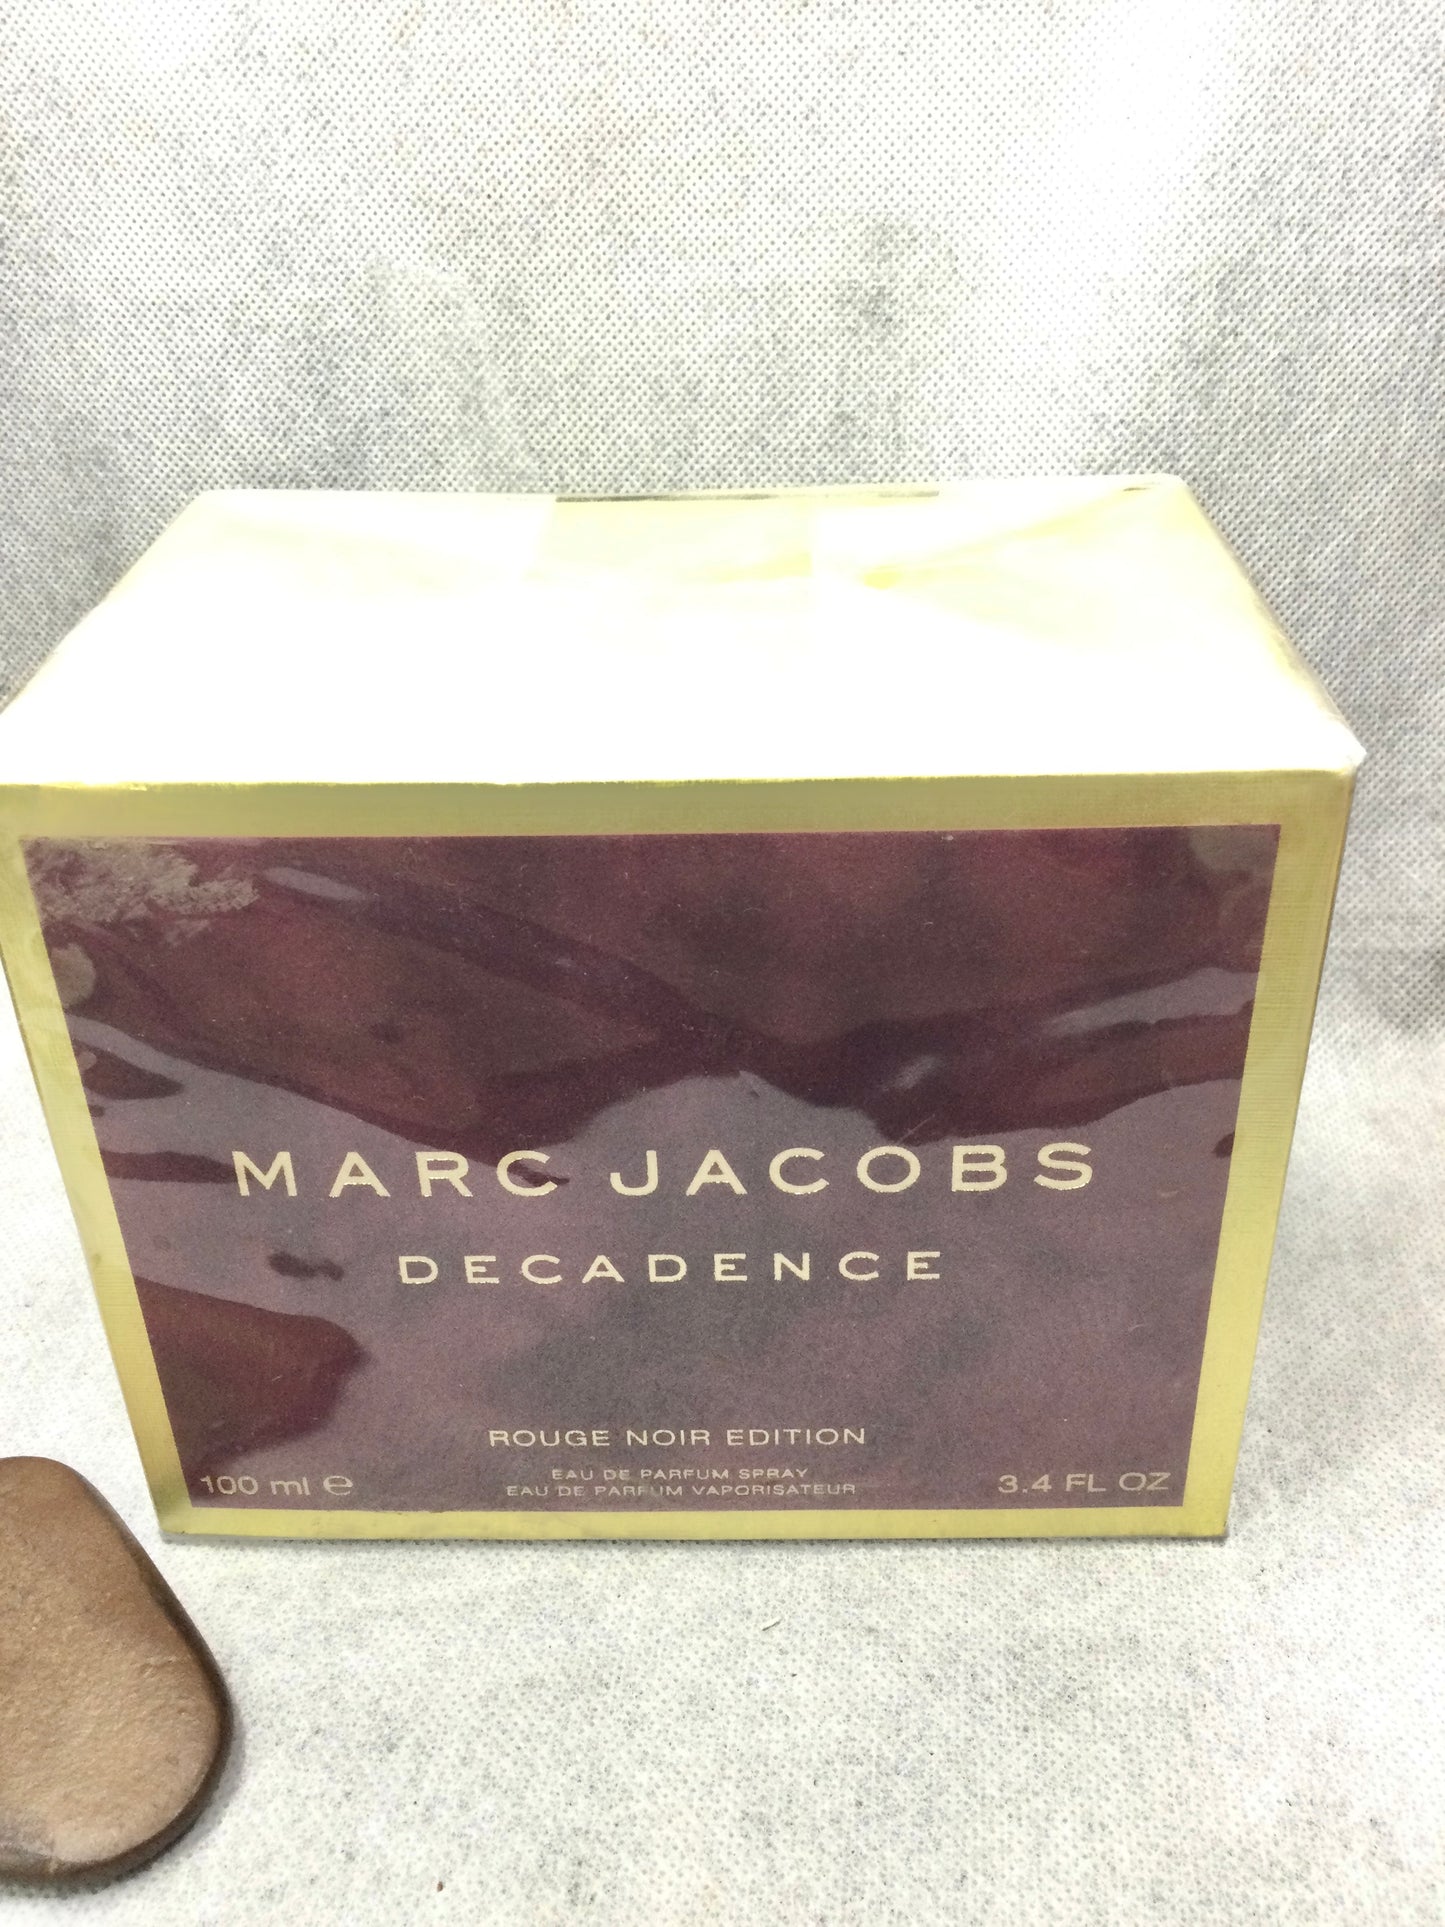 MARC JACOBS
DECADENCE
ROUGE NOIR EDITION
EAU DE PARFUM SPRAY
100 ml ℮ EAU DE PARFUM VAPORISATEUR 3.4 FL OZ